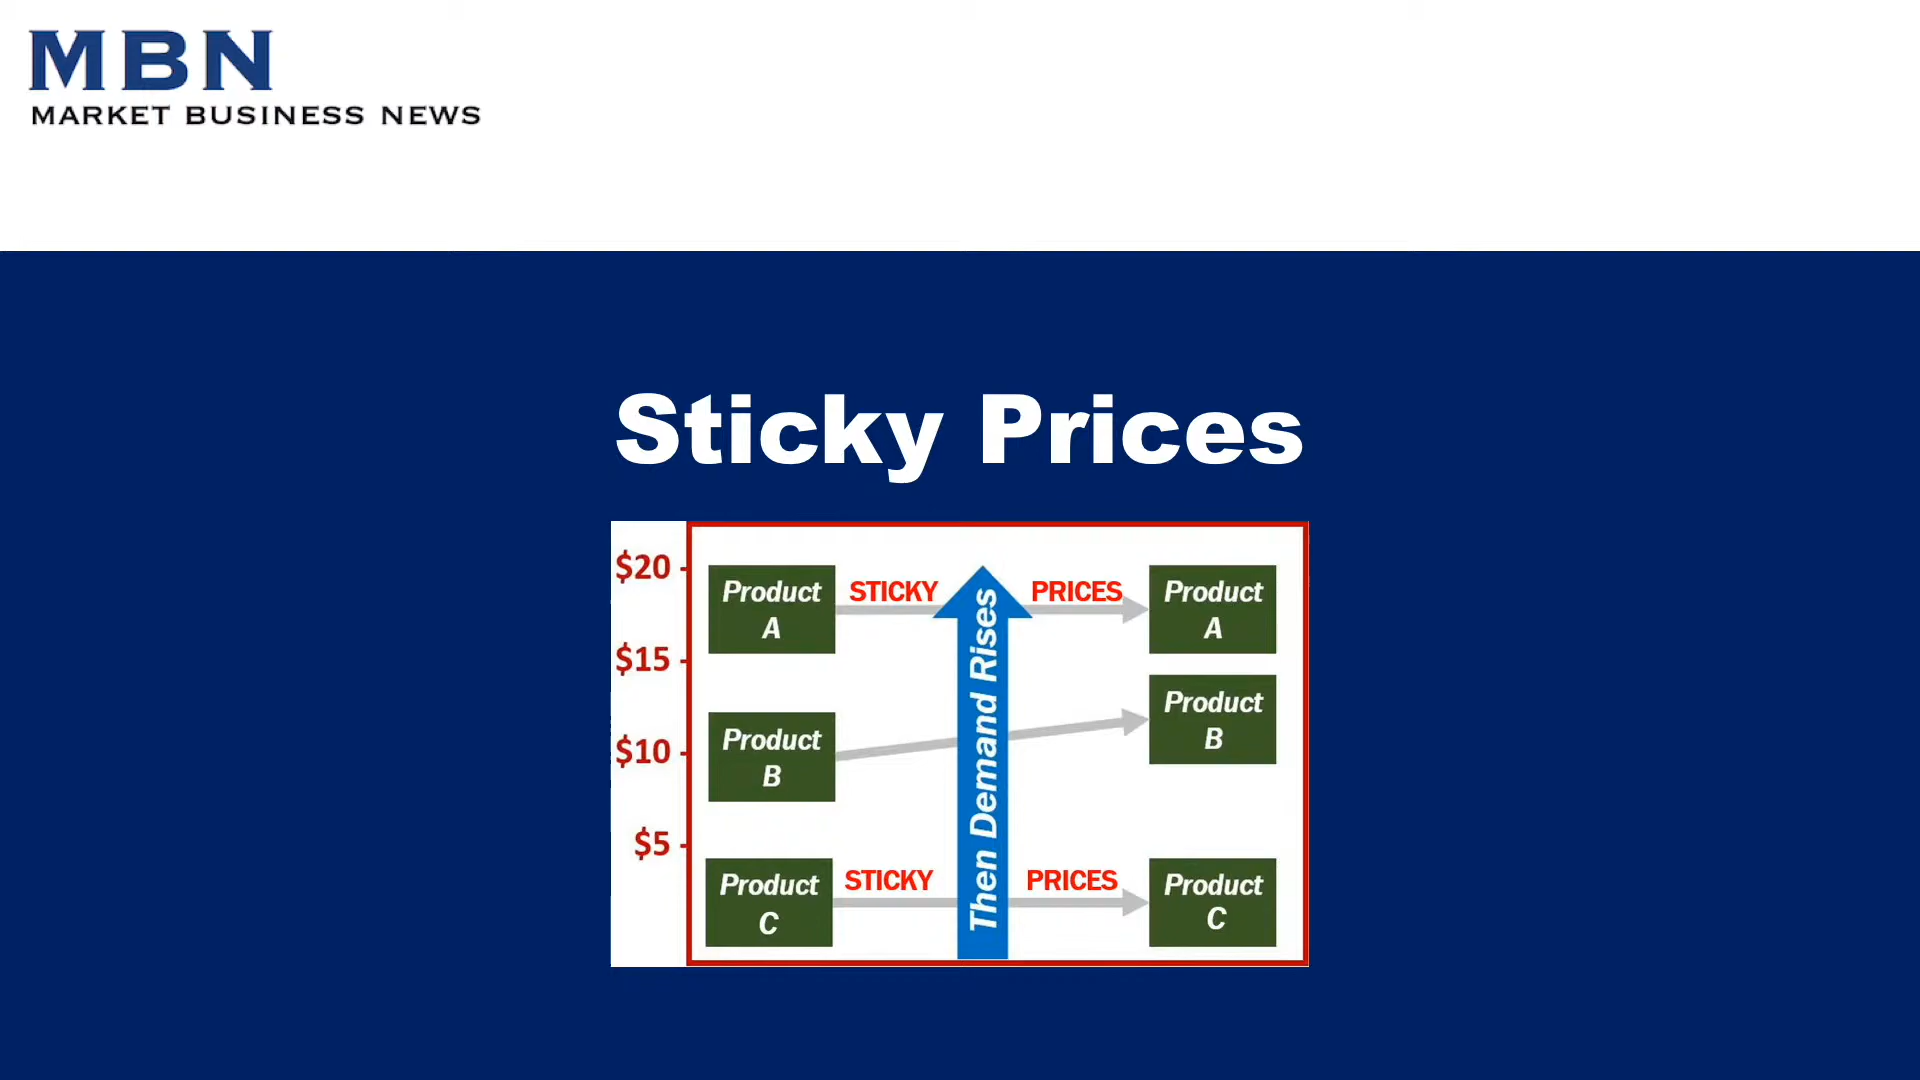 MBN
MARKET BUSINESS NEWS
Sticky Prices
$20
$15
$10
$5
Product
A
STICKY
PRICES
Product
A
Product
B
Product
B
Then Demand Rises
Product
C
STICKY
PRICES
Product
C